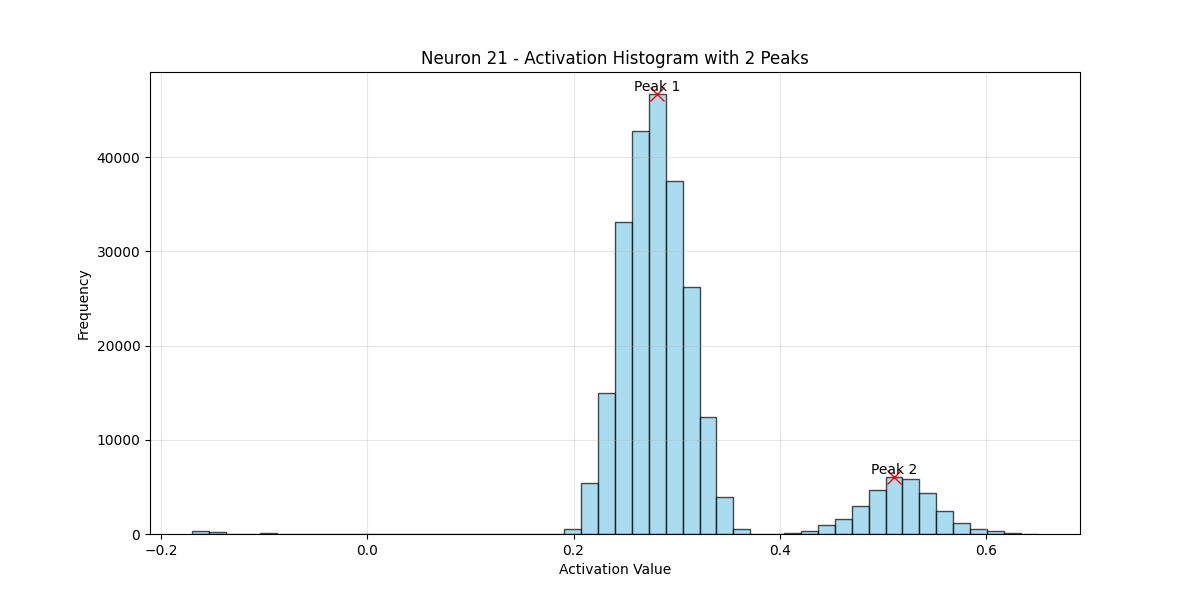 Neuron 21 - Activation Histogram with 2 Peaks
Peak 1
Peak 2
40000
30000
20000
10000
0
Frequency
−0.2
0.0
0.2
0.4
0.6
Activation Value